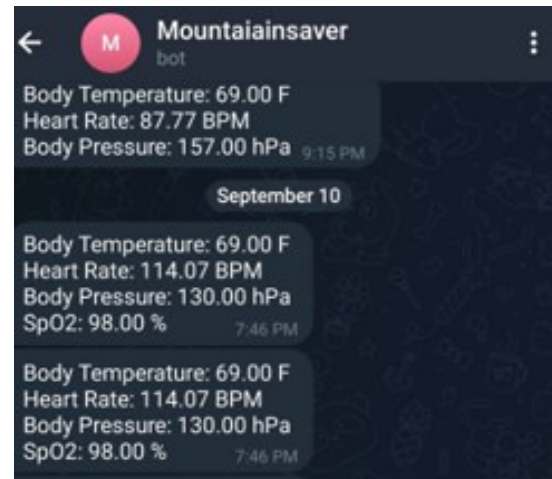 M
Mountaiainsaver
bot
Body Temperature: 69.00 F
Heart Rate: 87.77 BPM
Body Pressure: 157.00 hPa 9:15 PM
September 10
Body Temperature: 69.00 F
Heart Rate: 114.07 BPM
Body Pressure: 130.00 hPa
SpO2: 98.00 % 7:46 PM
Body Temperature: 69.00 F
Heart Rate: 114.07 BPM
Body Pressure: 130.00 hPa
SpO2: 98.00 % 7:46 PM